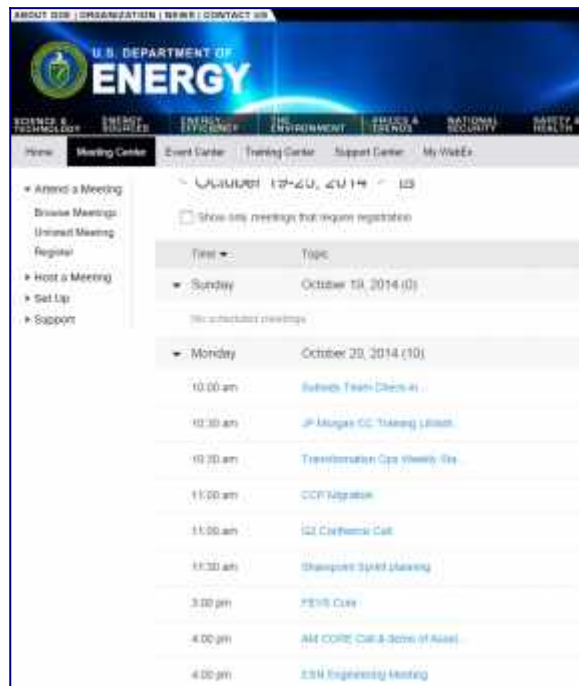 ABOUT DOE | ORGANIZATION | NEWS | CONTACT US
U.S. DEPARTMENT OF
ENERGY
SCIENCE & TECHNOLOGY ENERGY SOURCES ENERGY EFFICIENCY THE ENVIRONMENT PRICES & TRENDS NATIONAL SECURITY SAFETY & HEALTH
Home Meeting Center Event Center Training Center Support Center My WebEx
Attend a Meeting
Browse Meetings
Unlisted Meeting
Register
Host a Meeting
Set Up
Support
October 19-25, 2014
Show only meetings that require registration
Time Topic
Sunday October 19, 2014 (0)
No scheduled meetings
Monday October 20, 2014 (10)
10:00 am Team Check-in...
10:30 am JP Morgan CC Training
10:30 am Transformation Ops Weekly Sta...
11:00 am CCP Migration
11:00 am G2 Conference Call
11:30 am Sharepoint Sprint planning
3:00 pm Core
4:00 pm AM CORE Call & demo of Asset...
4:00 pm ESN Engineering Meeting